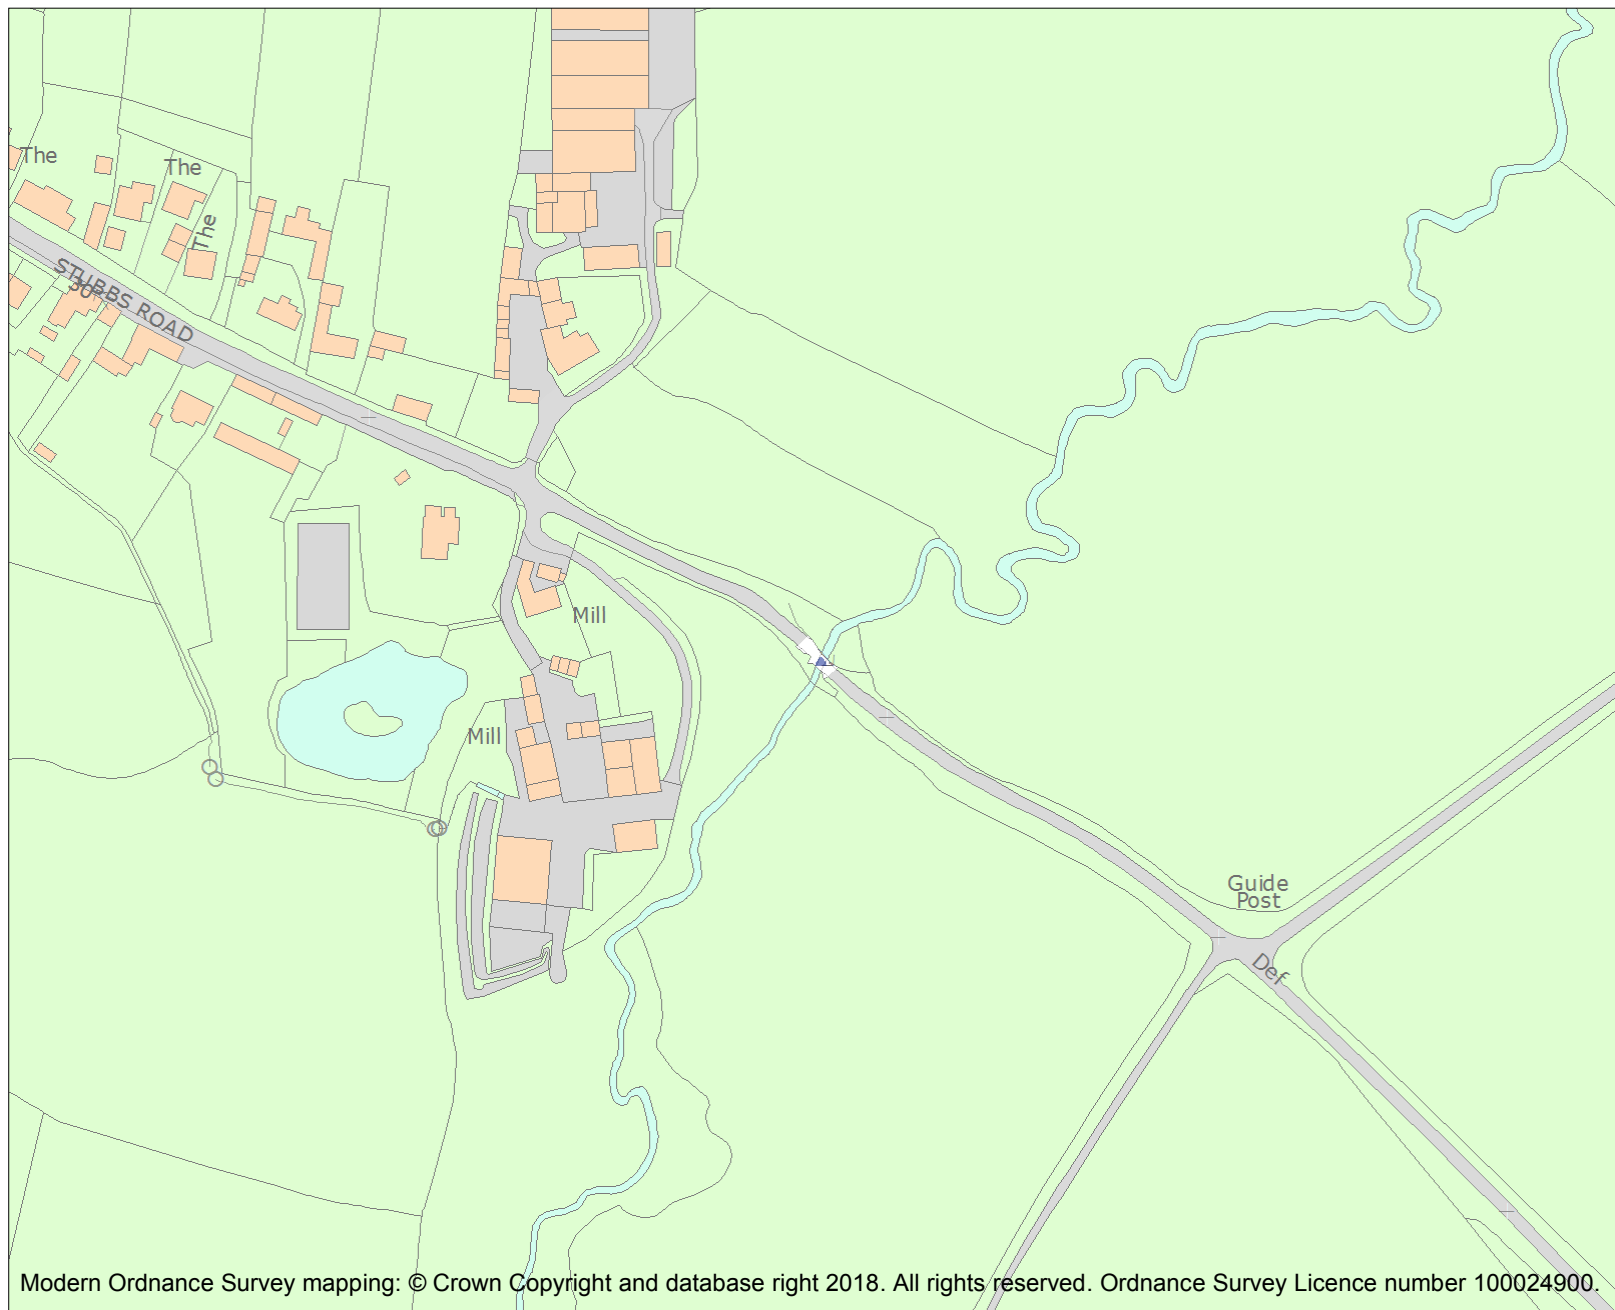 The
The
The
STUBBS ROAD
30
Mill
Mill
Guide
Post
Def
Modern Ordnance Survey mapping: © Crown Copyright and database right 2018. All rights reserved. Ordnance Survey Licence number 100024900.